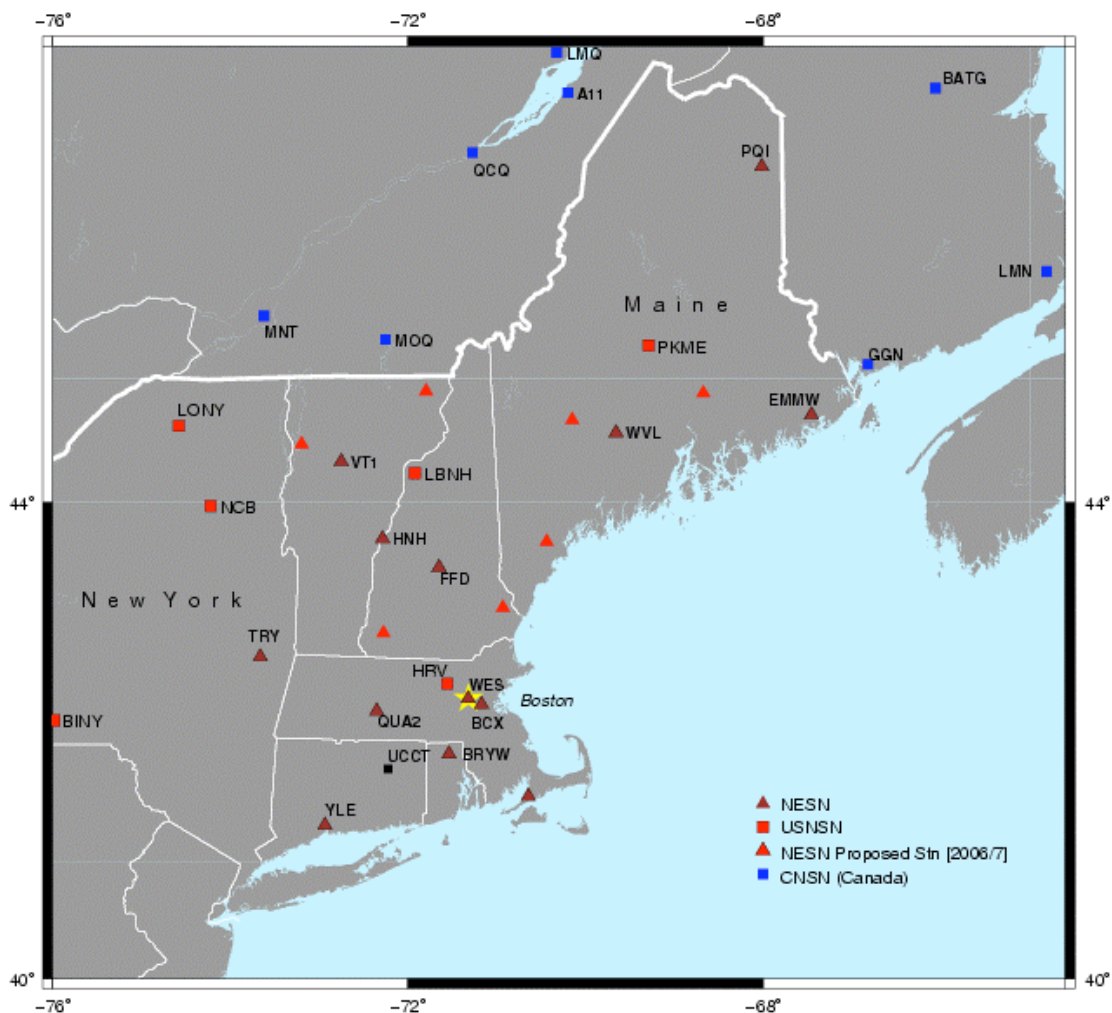 −76°
−72°
−68°
LMQ
BATG
A11
PQI
QCQ
LMN
Maine
MNT
MOQ
PKME
GGN
LONY
EMMW
WVL
VT1
LBNH
44°
NCB
44°
HNH
FFD
New York
TRY
HRV
WES
Boston
BINY
QUA2
BCX
UCCT
BRYW
YLE
NESN
USNSN
NESN Proposed Stn [2006/7]
CNSN (Canada)
40°
40°
−76°
−72°
−68°